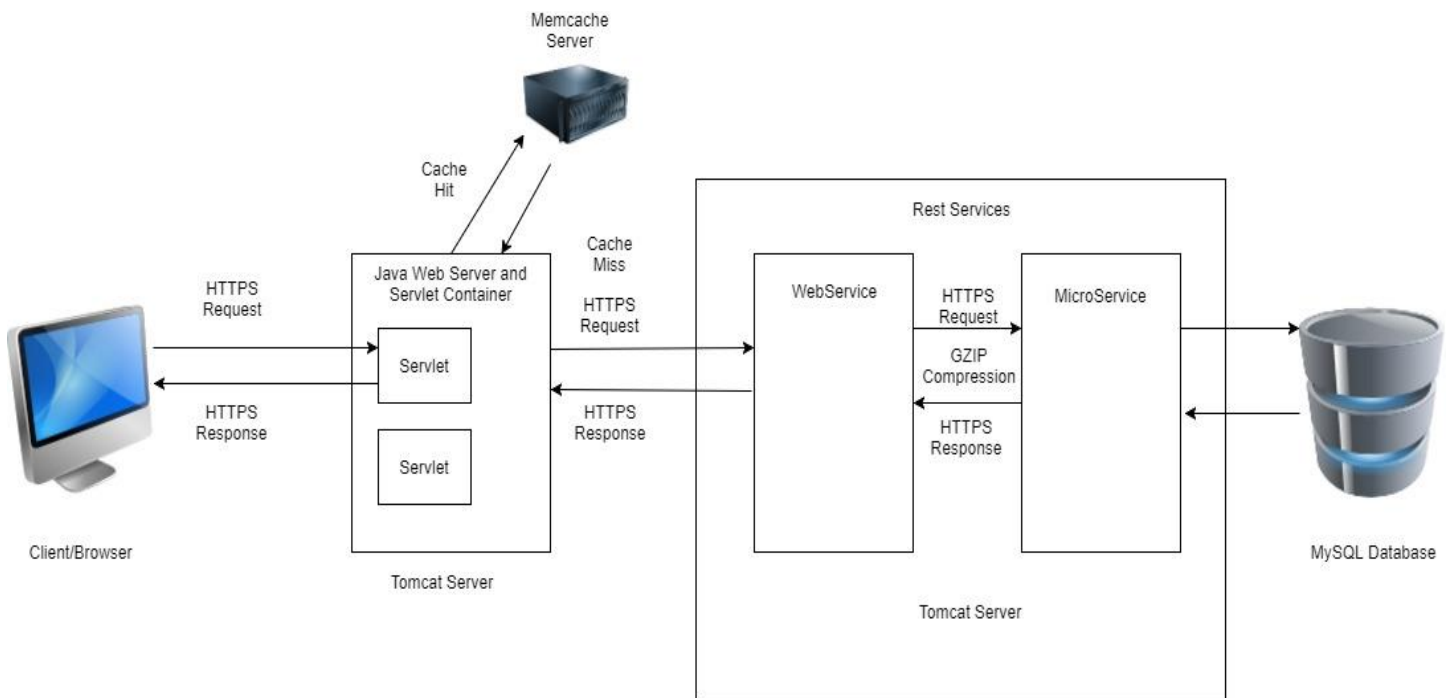 Memcache
Server
Cache
Hit
Rest Services
Cache
Miss
Java Web Server and
Servlet Container
HTTPS
Request
HTTPS
Request
WebService
HTTPS
Request
MicroService
Servlet
GZIP
Compression
HTTPS
Response
HTTPS
Response
HTTPS
Response
Servlet
Client/Browser
MySQL Database
Tomcat Server
Tomcat Server